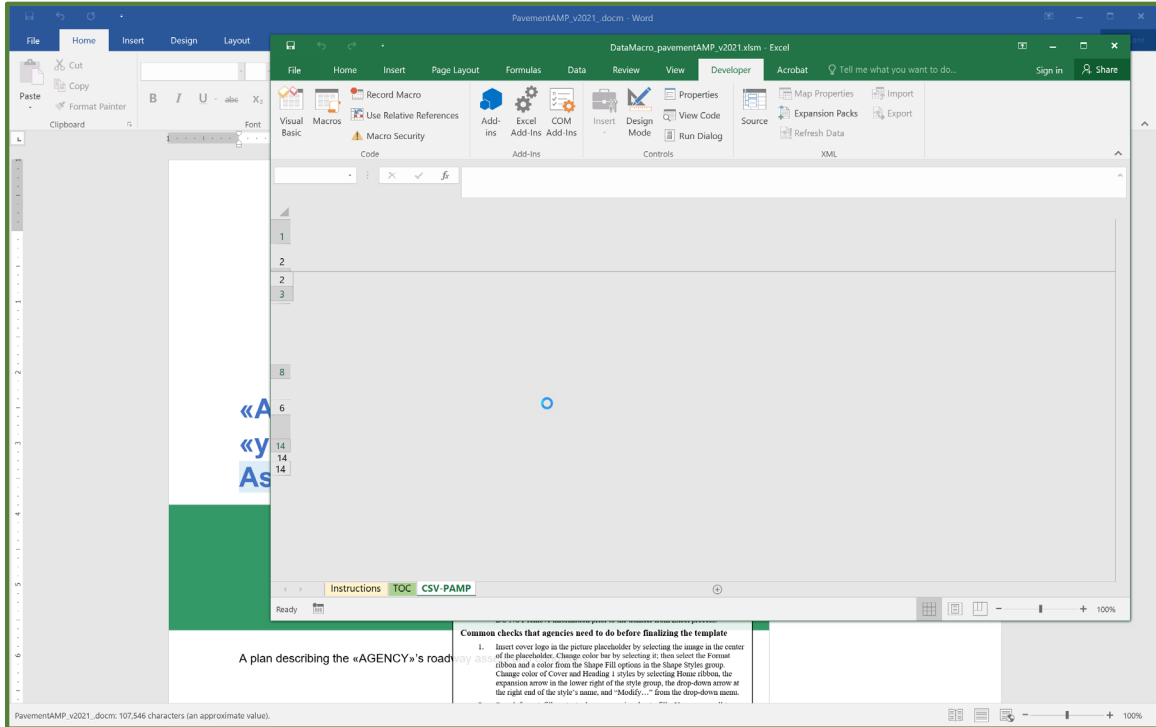 PavementAMP_v2021_.docm - Word
File Home Insert Design Layout
Paste
Cut
Copy
Format Painter
Clipboard
B I U abc X₂
Font
DataMacro_pavementAMP_v2021.xlsm - Excel
File Home Insert Page Layout Formulas Data Review View Developer Acrobat Tell me what you want to do... Sign in Share
Visual Basic
Macros
Record Macro
Use Relative References
Macro Security
Code
Add-ins
Excel Add-Ins
COM Add-Ins
Add-Ins
Insert
Design Mode
Properties
View Code
Run Dialog
Controls
Source
Map Properties
Expansion Packs
Refresh Data
Import
Export
XML
fx
1
2
2
3
8
6
14
14
14
«A
«y
As
Instructions TOC CSV-PAMP
Ready 100%
Common checks that agencies need to do before finalizing the template
1. Insert cover logo in the picture placeholder by selecting the image in the center
of the placeholder. Change color bar by selecting it; then select the Format
ribbon and a color from the Shape Fill options in the Shape Styles group.
Change color of Cover and Heading 1 styles by selecting Home ribbon, the
expansion arrow in the lower right of the style group, the drop-down arrow at
the right end of the style's name, and “Modify…” from the drop-down menu.
A plan describing the «AGENCY»'s roadway
PavementAMP_v2021_.docm: 107,546 characters (an approximate value). 100%